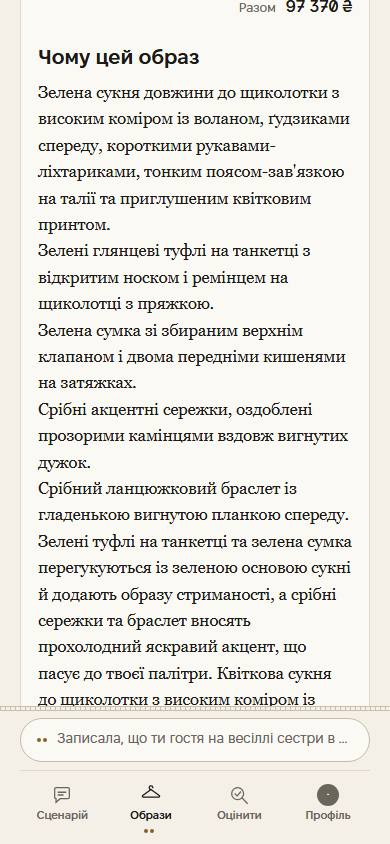 Разом 97 370 ₴
Чому цей образ
Зелена сукня довжини до щиколотки з
високим коміром із воланом, ґудзиками
спереду, короткими рукавами-
ліхтариками, тонким поясом-зав'язкою
на талії та приглушеним квітковим
принтом.
Зелені глянцеві туфлі на танкетці з
відкритим носком і ремінцем на
щиколотці з пряжкою.
Зелена сумка зі збираним верхнім
клапаном і двома передніми кишенями
на затяжках.
Срібні акцентні сережки, оздоблені
прозорими камінцями вздовж вигнутих
дужок.
Срібний ланцюжковий браслет із
гладенькою вигнутою планкою спереду.
Зелені туфлі на танкетці та зелена сумка
перегукуються із зеленою основою сукні
й додають образу стриманості, а срібні
сережки та браслет вносять
прохолодний яскравий акцент, що
пасує до твоєї палітри. Квіткова сукня
до щиколотки з високим коміром із
Записала, що ти гостя на весіллі сестри в ...
Сценарій
Образи
Оцінити
Профіль